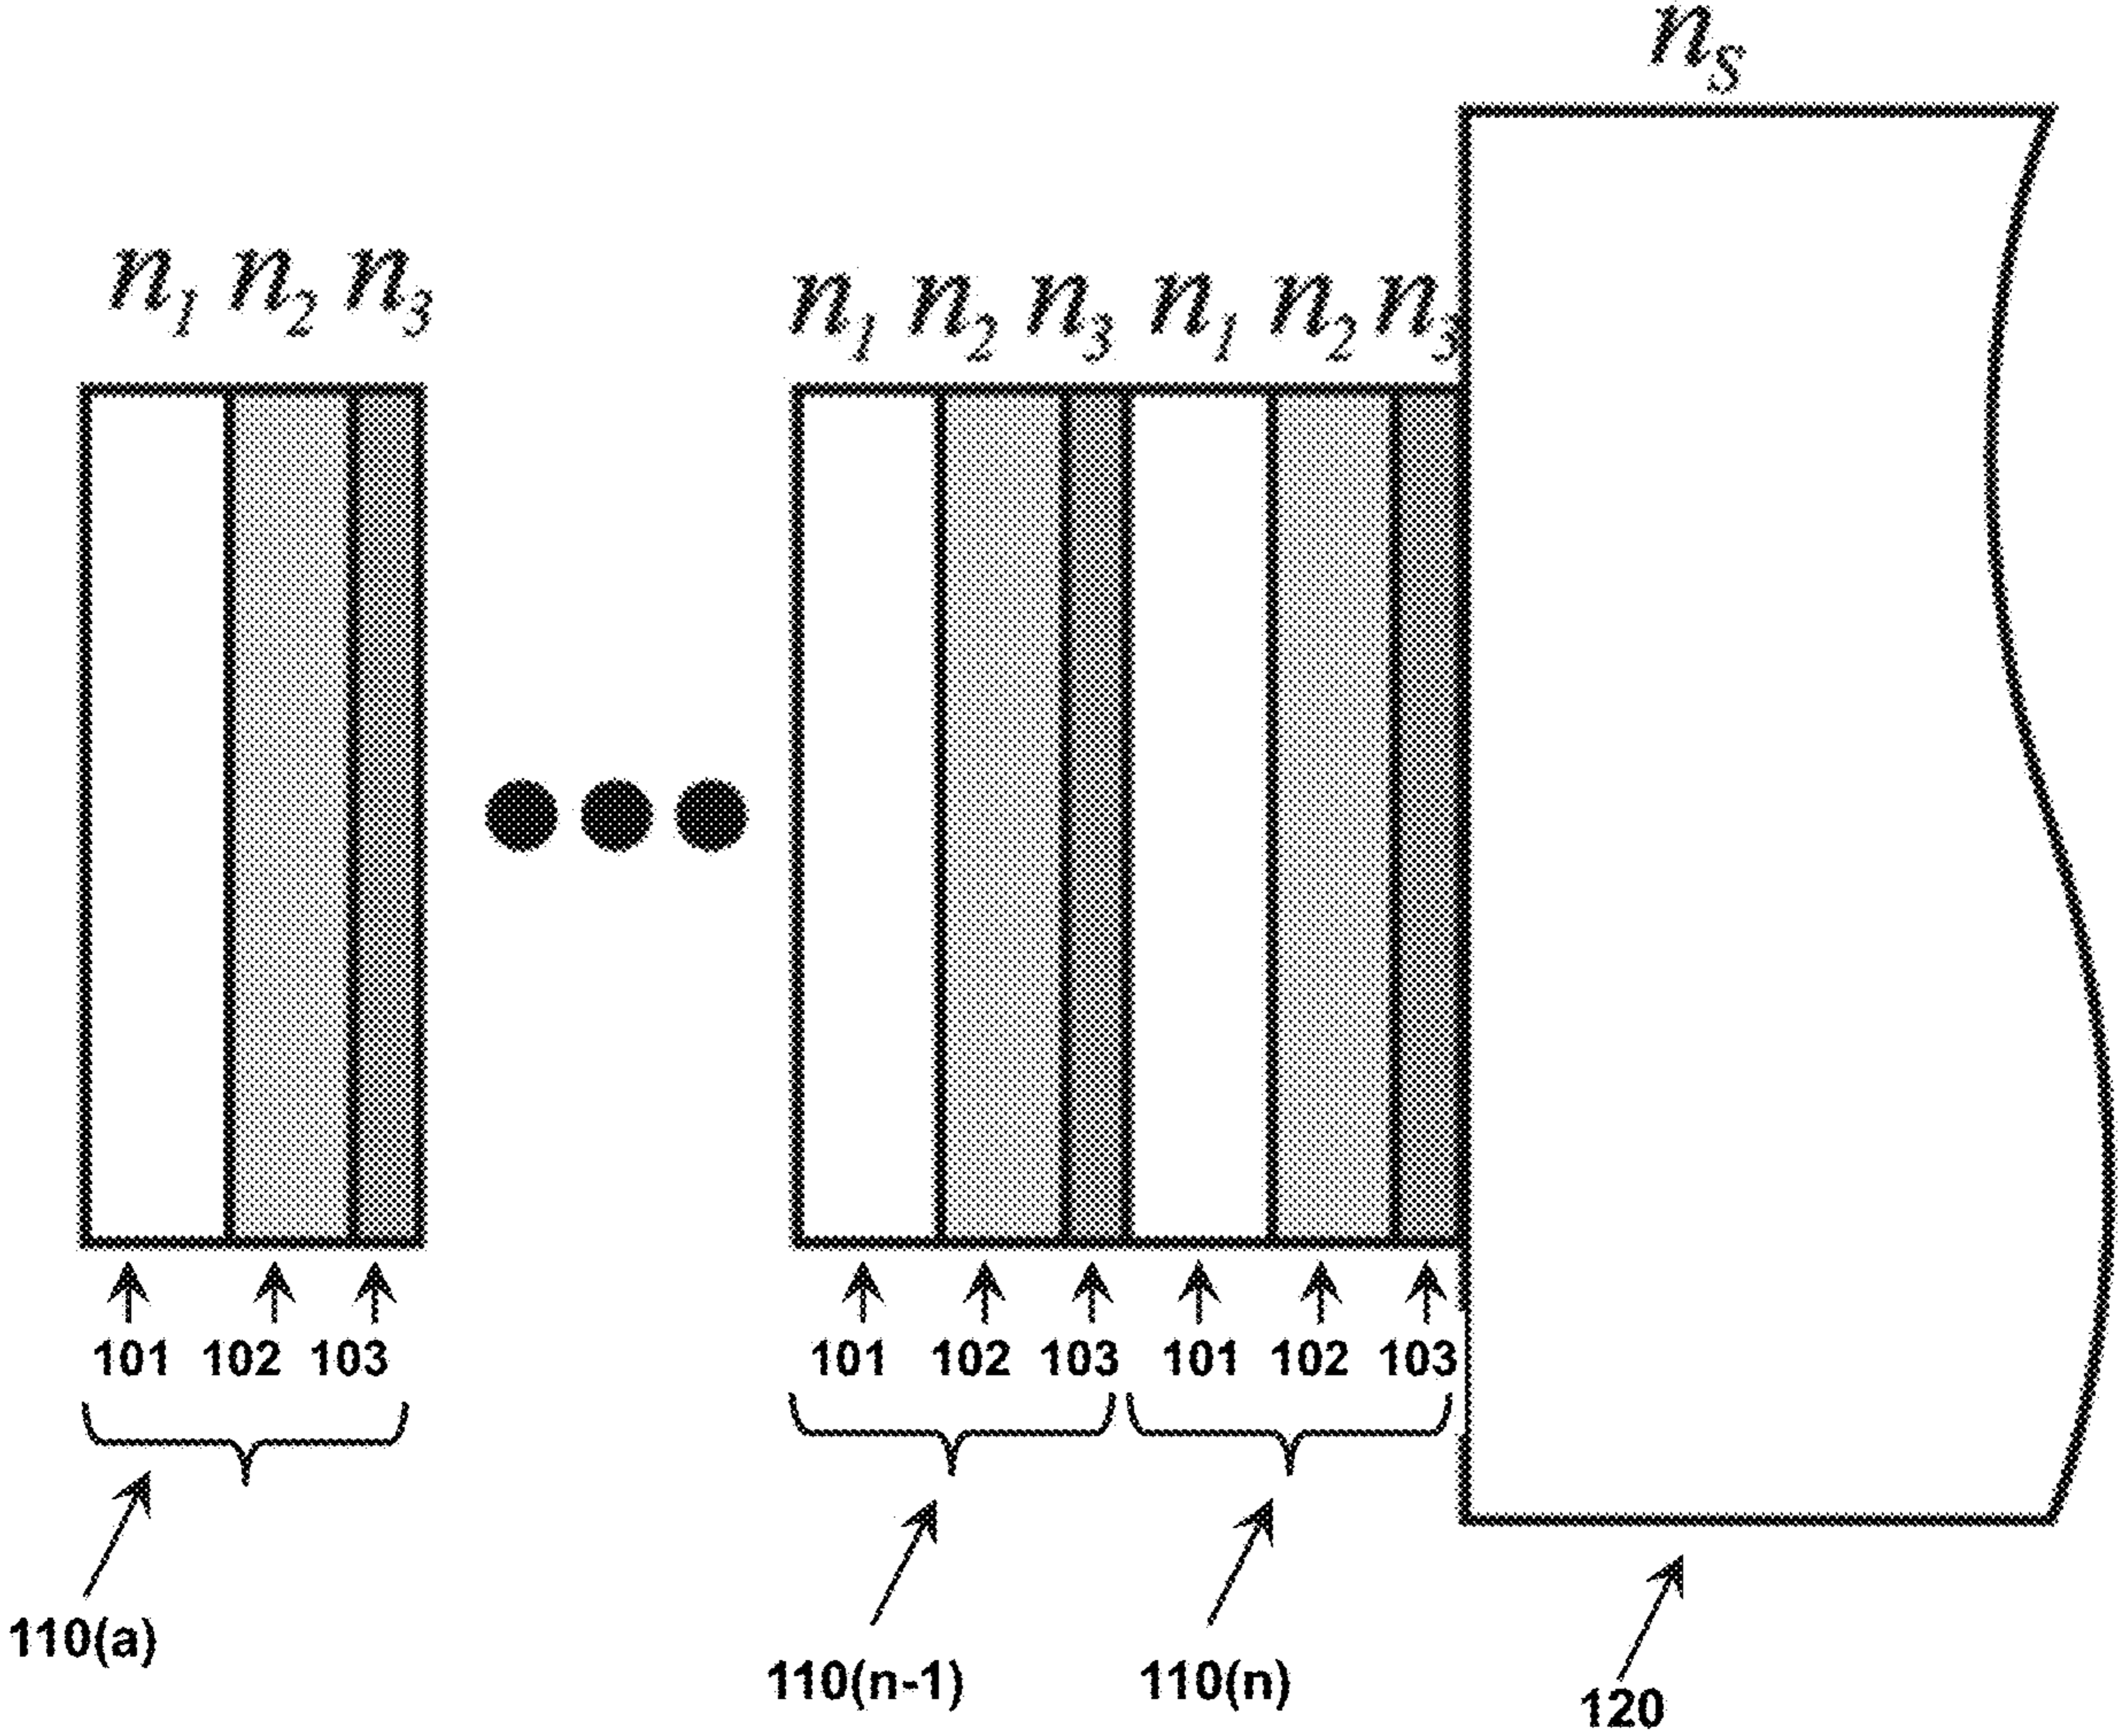 n_S
n_1 n_2 n_3
n_1 n_2 n_3 n_1 n_2 n_3
101 102 103
101 102 103 101 102 103
110(a)
110(n-1)
110(n)
120